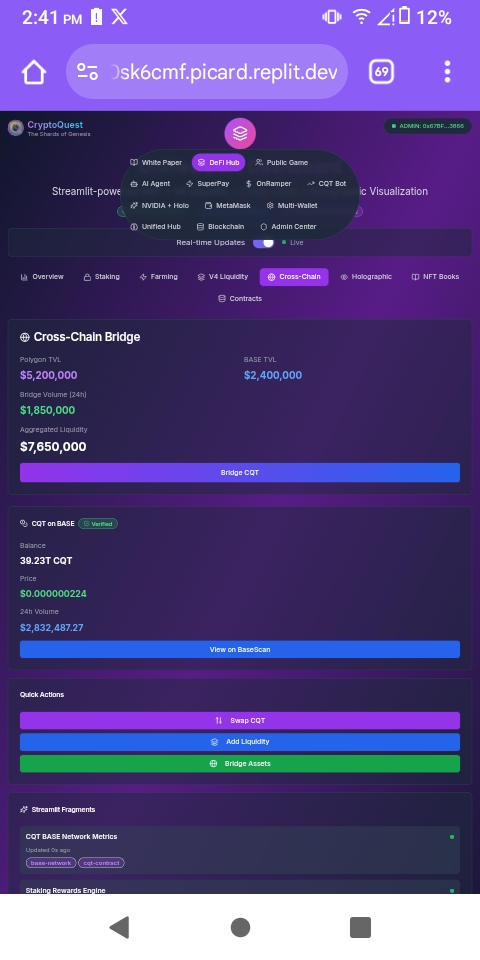 2:41 PM
12%
0sk6cmf.picard.replit.dev
69
CryptoQuest
The Shards of Genesis
ADMIN: 0x67BF...3866
White Paper
DeFi Hub
Public Game
AI Agent
SuperPay
OnRamper
CQT Bot
Streamlit-powe
ic Visualization
NVIDIA + Holo
MetaMask
Multi-Wallet
Unified Hub
Blockchain
Admin Center
Real-time Updates
Live
Overview
Staking
Farming
V4 Liquidity
Cross-Chain
Holographic
NFT Books
Contracts
Cross-Chain Bridge
Polygon TVL
BASE TVL
$5,200,000
$2,400,000
Bridge Volume (24h)
$1,850,000
Aggregated Liquidity
$7,650,000
Bridge CQT
CQT on BASE
Verified
Balance
39.23T CQT
Price
$0.000000224
24h Volume
$2,832,487.27
View on BaseScan
Quick Actions
Swap CQT
Add Liquidity
Bridge Assets
Streamlit Fragments
CQT BASE Network Metrics
Updated 0s ago
base-network
cqt-contract
Staking Rewards Engine